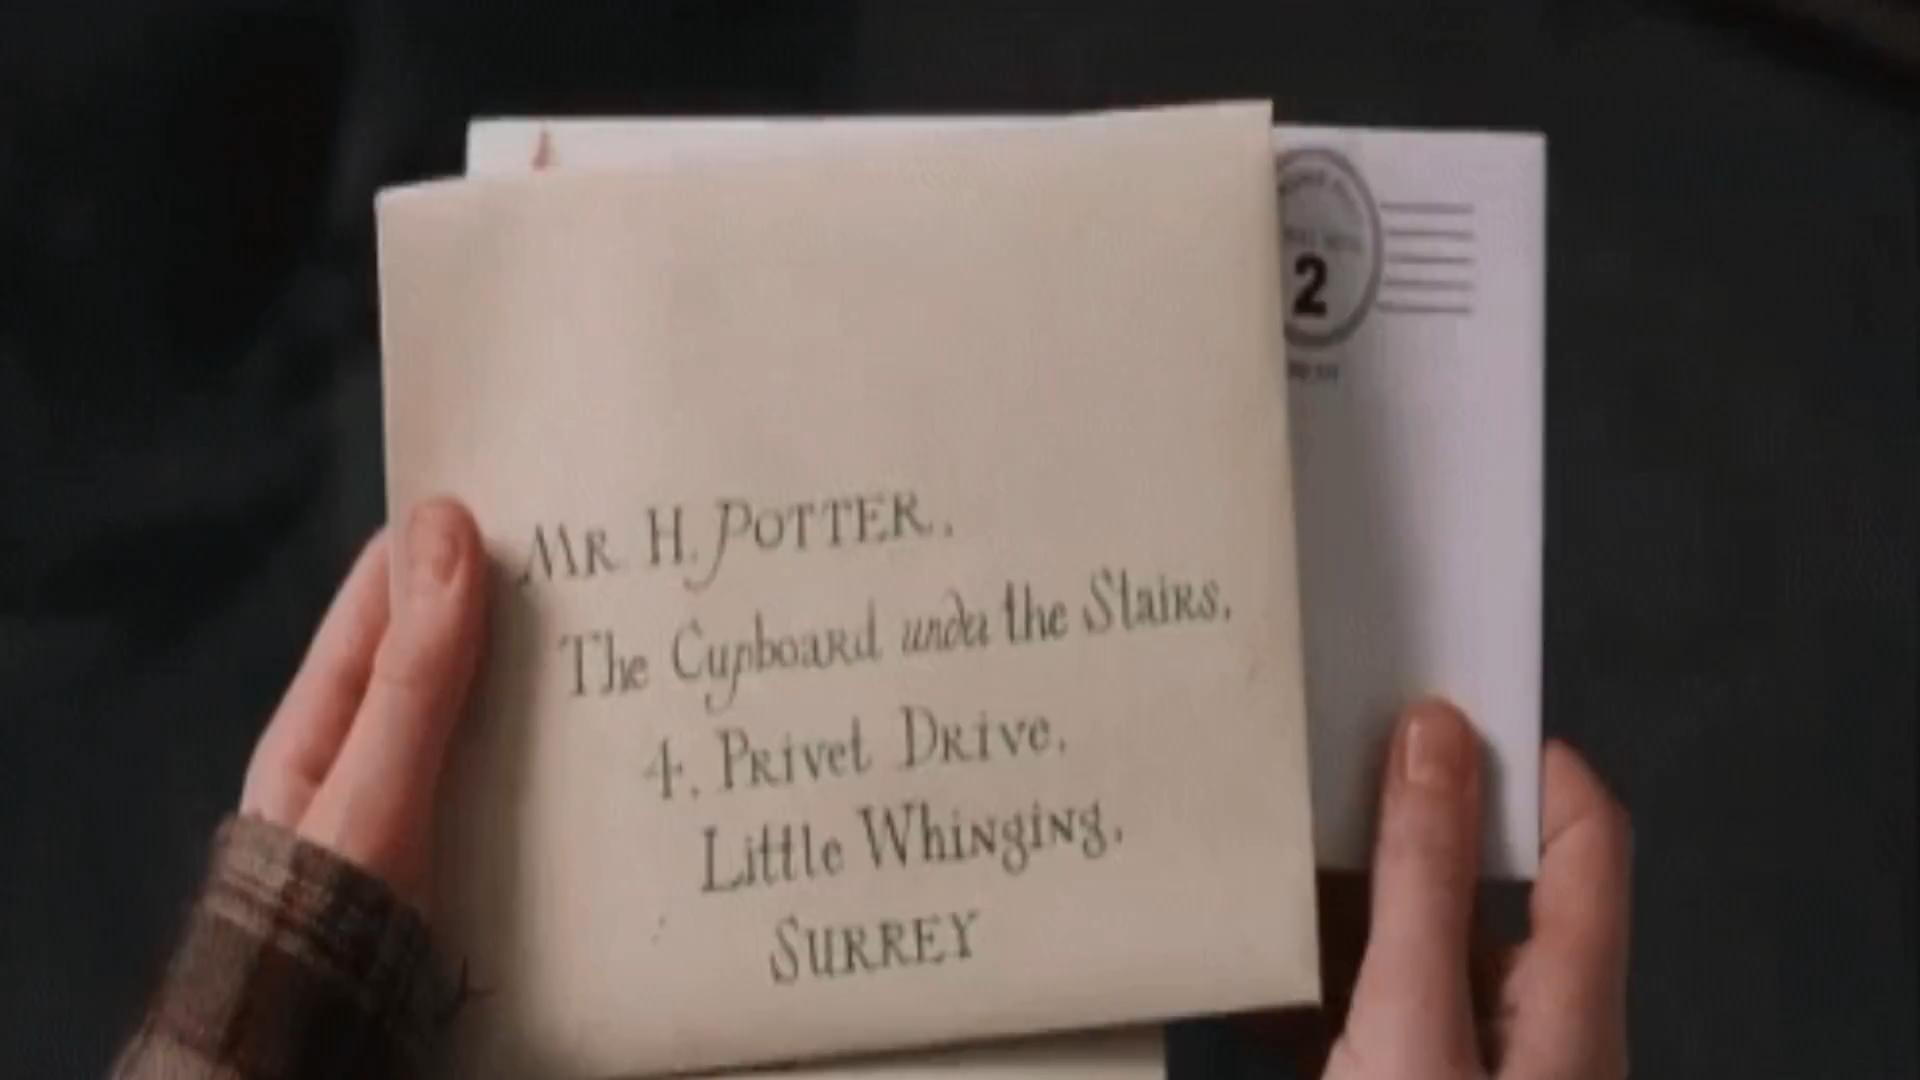 Mr H. Potter,
The Cupboard under the Stairs,
4, Privet Drive,
Little Whinging,
SURREY
2